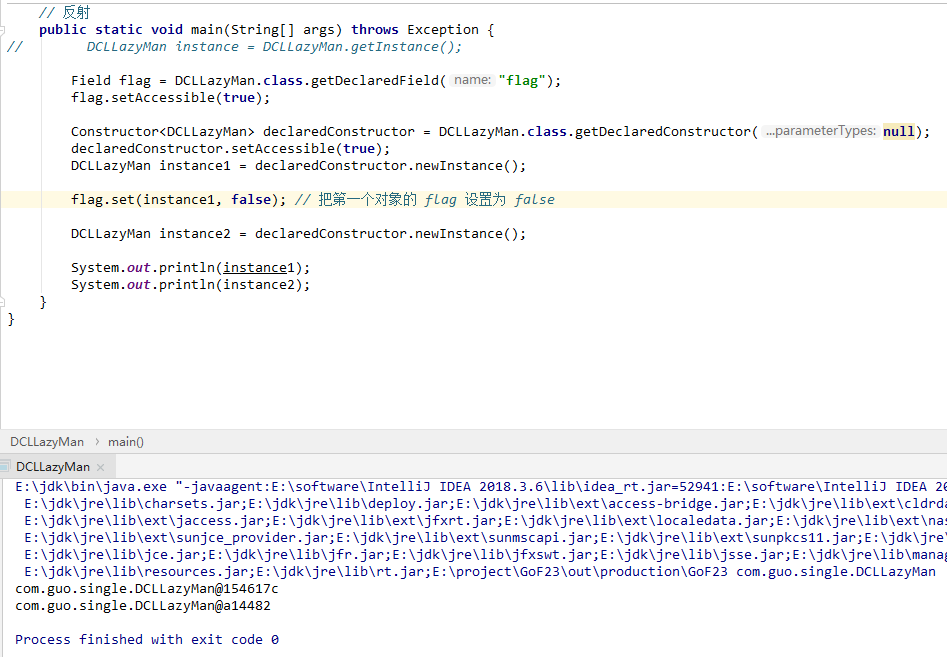 // 反射
public static void main(String[] args) throws Exception {
// DCLLazyMan instance = DCLLazyMan.getInstance();
Field flag = DCLLazyMan.class.getDeclaredField( name: "flag");
flag.setAccessible(true);
Constructor<DCLLazyMan> declaredConstructor = DCLLazyMan.class.getDeclaredConstructor( ...parameterTypes: null);
declaredConstructor.setAccessible(true);
DCLLazyMan instance1 = declaredConstructor.newInstance();
flag.set(instance1, false); // 把第一个对象的 flag 设置为 false
DCLLazyMan instance2 = declaredConstructor.newInstance();
System.out.println(instance1);
System.out.println(instance2);
}
}
DCLLazyMan › main()
DCLLazyMan ×
E:\jdk\bin\java.exe "-javaagent:E:\software\IntelliJ IDEA 2018.3.6\lib\idea_rt.jar=52941:E:\software\IntelliJ IDEA 20
E:\jdk\jre\lib\charsets.jar;E:\jdk\jre\lib\deploy.jar;E:\jdk\jre\lib\ext\access-bridge.jar;E:\jdk\jre\lib\ext\cldrda
E:\jdk\jre\lib\ext\jaccess.jar;E:\jdk\jre\lib\ext\jfxrt.jar;E:\jdk\jre\lib\ext\localedata.jar;E:\jdk\jre\lib\ext\nas
E:\jdk\jre\lib\ext\sunjce_provider.jar;E:\jdk\jre\lib\ext\sunmscapi.jar;E:\jdk\jre\lib\ext\sunpkcs11.jar;E:\jdk\jre\
E:\jdk\jre\lib\jce.jar;E:\jdk\jre\lib\jfr.jar;E:\jdk\jre\lib\jfxswt.jar;E:\jdk\jre\lib\jsse.jar;E:\jdk\jre\lib\manag
E:\jdk\jre\lib\resources.jar;E:\jdk\jre\lib\rt.jar;E:\project\GoF23\out\production\GoF23 com.guo.single.DCLLazyMan
com.guo.single.DCLLazyMan@154617c
com.guo.single.DCLLazyMan@a14482
Process finished with exit code 0